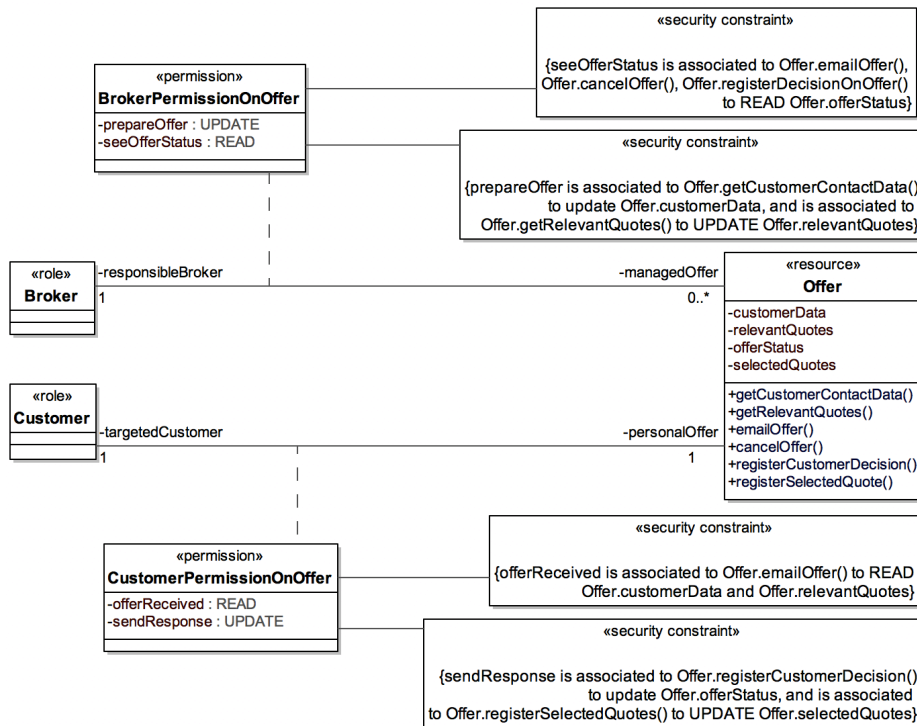 «security constraint»
{seeOfferStatus is associated to Offer.emailOffer(),
Offer.cancelOffer(), Offer.registerDecisionOnOffer()
to READ Offer.offerStatus}
«permission»
BrokerPermissionOnOffer
-prepareOffer : UPDATE
-seeOfferStatus : READ
«security constraint»
{prepareOffer is associated to Offer.getCustomerContactData()
to update Offer.customerData, and is associated to
Offer.getRelevantQuotes() to UPDATE Offer.relevantQuotes}
«role»
Broker
-responsibleBroker
1
-managedOffer
0..*
«resource»
Offer
-customerData
-relevantQuotes
-offerStatus
-selectedQuotes
+getCustomerContactData()
+getRelevantQuotes()
+emailOffer()
+cancelOffer()
+registerCustomerDecision()
+registerSelectedQuote()
«role»
Customer
-targetedCustomer
1
-personalOffer
1
«permission»
CustomerPermissionOnOffer
-offerReceived : READ
-sendResponse : UPDATE
«security constraint»
{offerReceived is associated to Offer.emailOffer() to READ
Offer.customerData and Offer.relevantQuotes}
«security constraint»
{sendResponse is associated to Offer.registerCustomerDecision()
to update Offer.offerStatus, and is associated
to Offer.registerSelectedQuotes() to UPDATE Offer.selectedQuotes}